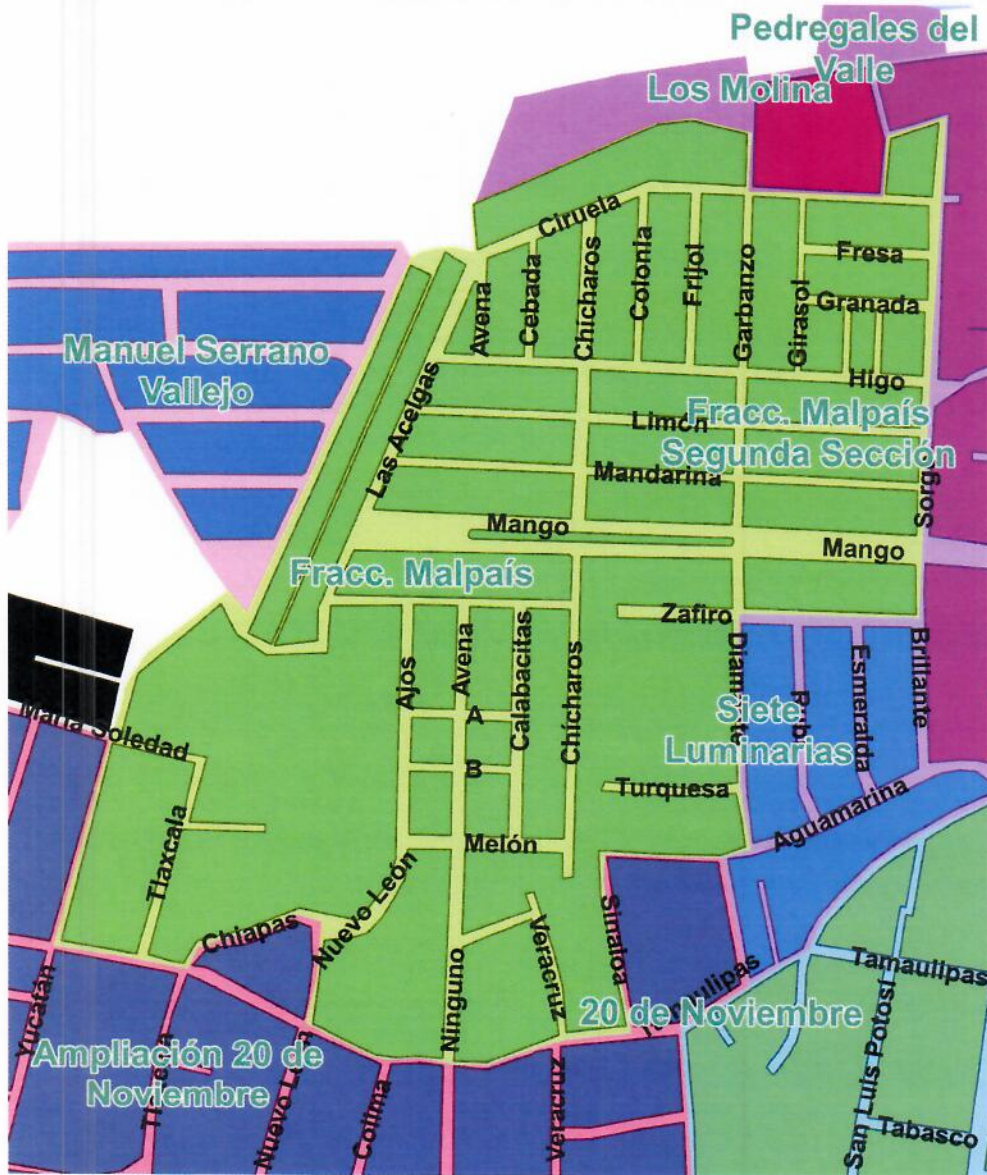 Pedregales del
Valle
Los Molina
Ciruela
Fresa
Granada
Avena
Cebada
Chicharos
Colonia
Frijol
Garbanzo
Girasol
Higo
Manuel Serrano
Vallejo
Las Acelgas
Limón
Fracc. Malpaís
Segunda Sección
Mandarina
Sorgo
Mango
Mango
Fracc. Malpaís
Zafiro
Ajos
Avena
Calabacitas
Chícharos
A
B
Diamante
Rubí
Esmeralda
Brillante
Siete
Luminarias
María Soledad
Turquesa
Aguamarina
Melón
Tlaxcala
Nuevo León
Chiapas
Veracruz
Sinaloa
Tamaulipas
Tamaulipas
20 de Noviembre
Ninguno
Yucatán
Ampliación 20 de
Noviembre
Nuevo León
Colima
Veracruz
San Luis Potosí
Tabasco